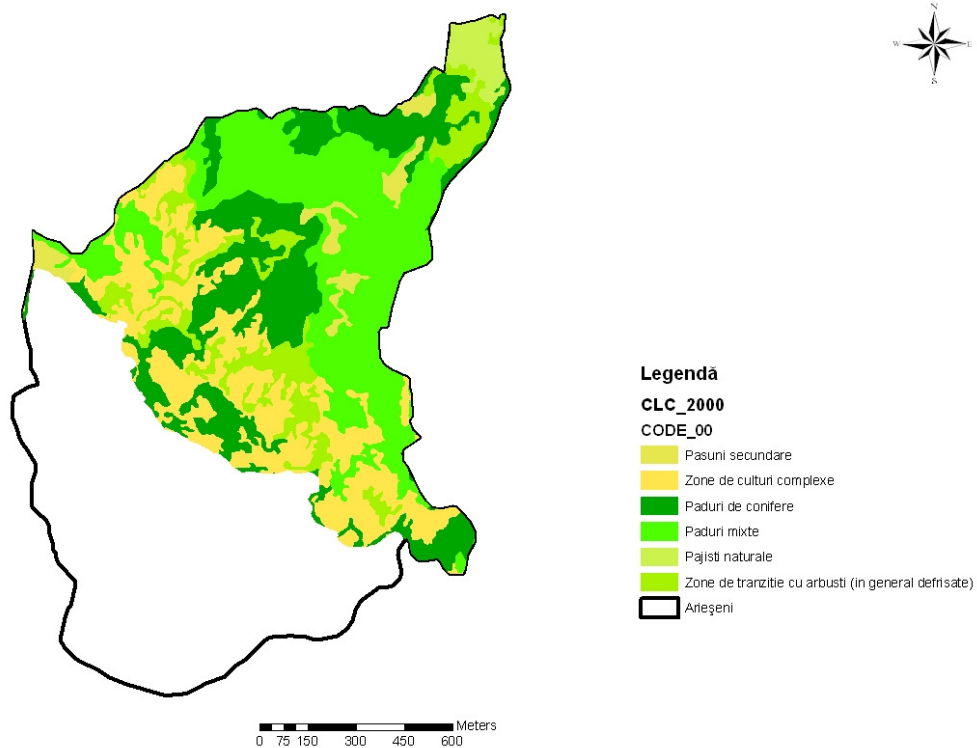 N
W E
S
Legendă
CLC_2000
CODE_00
Pasuni secundare
Zone de culturi complexe
Paduri de conifere
Paduri mixte
Pajisti naturale
Zone de tranzitie cu arbusti (in general defrisate)
Arieşeni
Meters
0 75 150 300 450 600